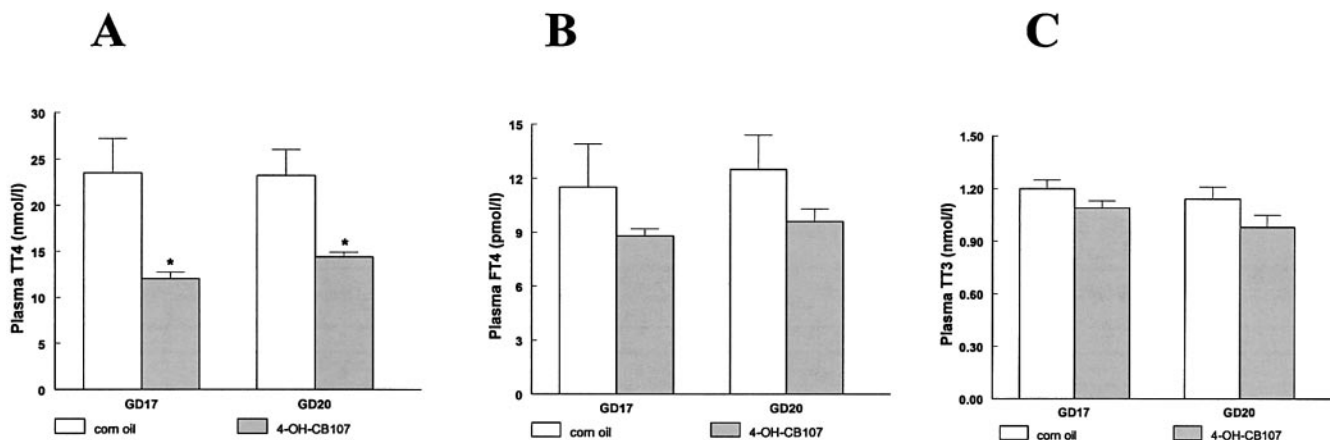 A
B
C
Plasma TT4 (nmol/l)
30
25
20
15
10
5
0
*
*
GD17
GD20
corn oil
4-OH-CB107
Plasma FT4 (pmol/l)
15
12
9
6
3
0
GD17
GD20
corn oil
4-OH-CB107
Plasma TT3 (nmol/l)
1.50
1.20
0.90
0.60
0.30
0.00
GD17
GD20
corn oil
4-OH-CB107